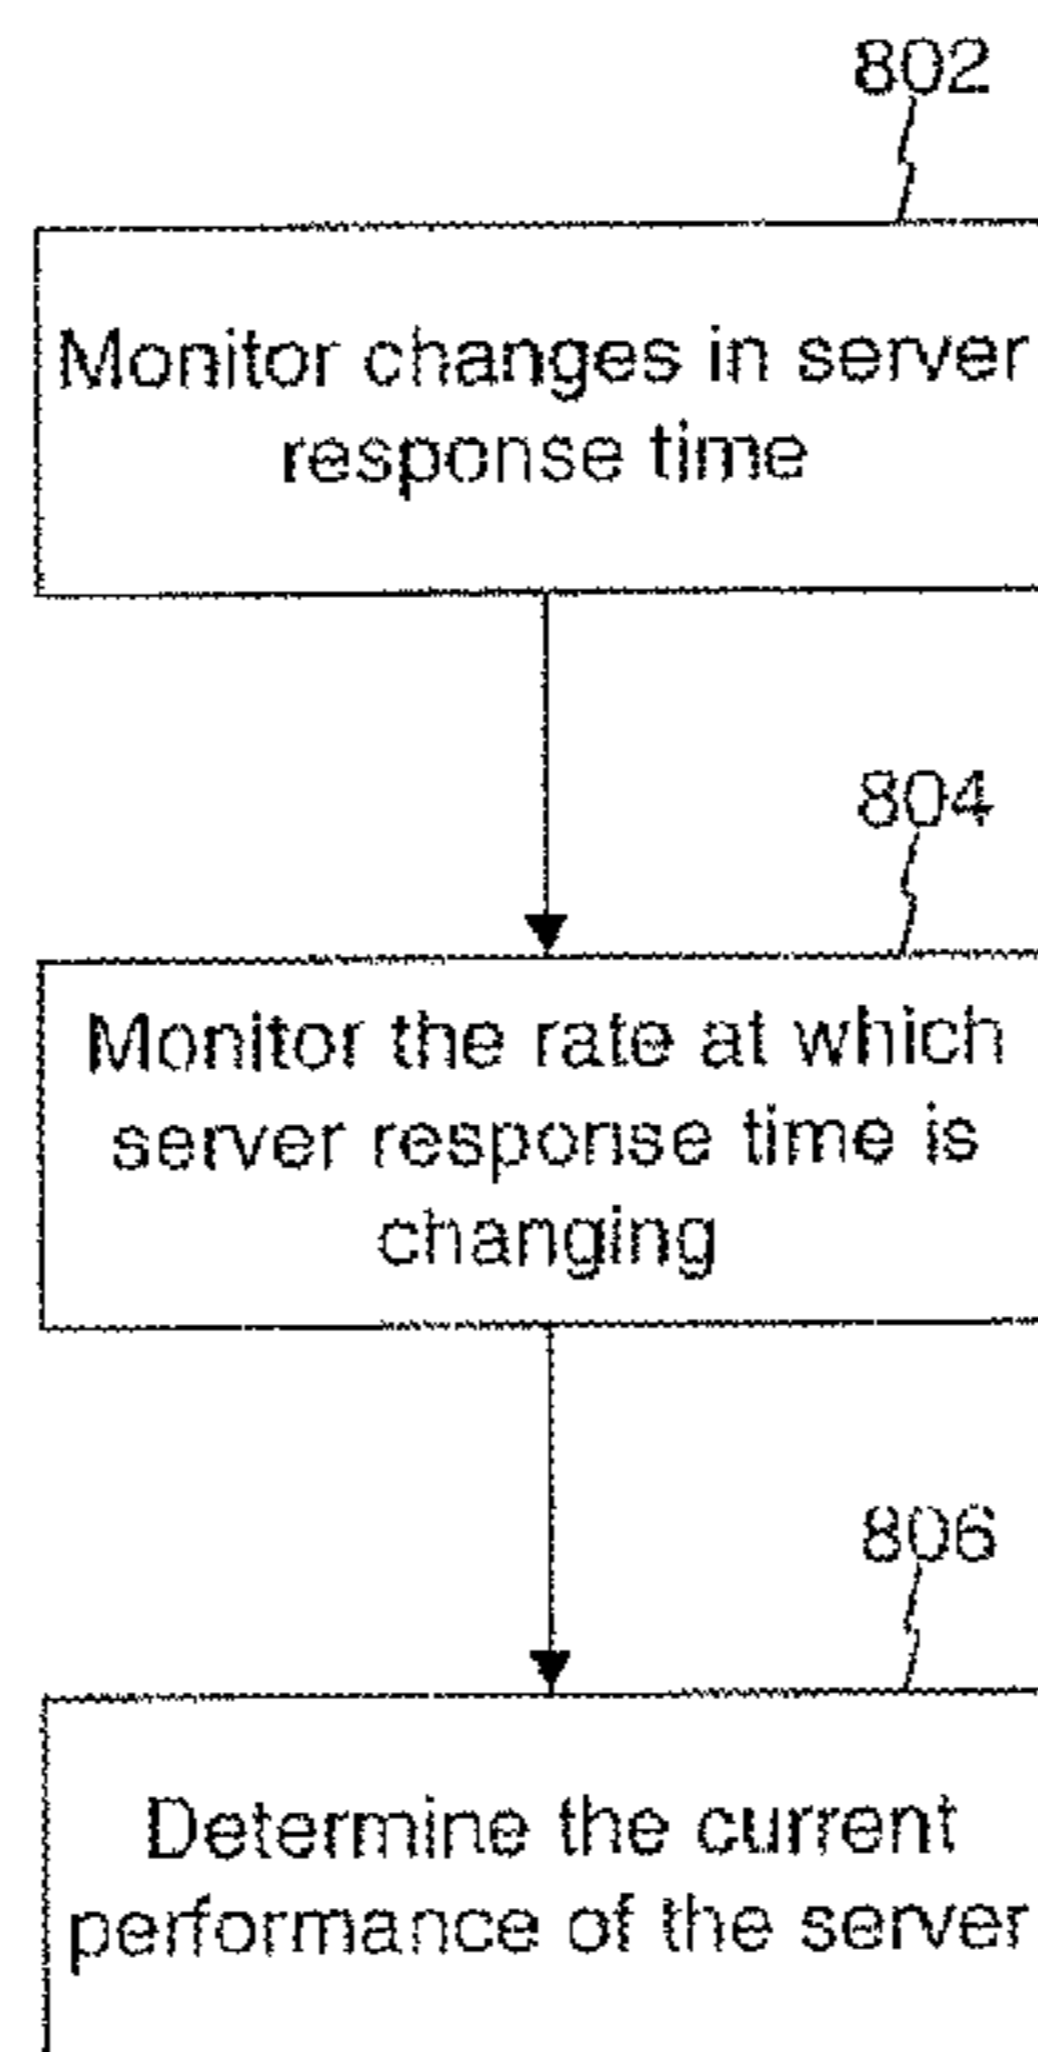 802
Monitor changes in server
response time
804
Monitor the rate at which
server response time is
changing
806
Determine the current
performance of the server